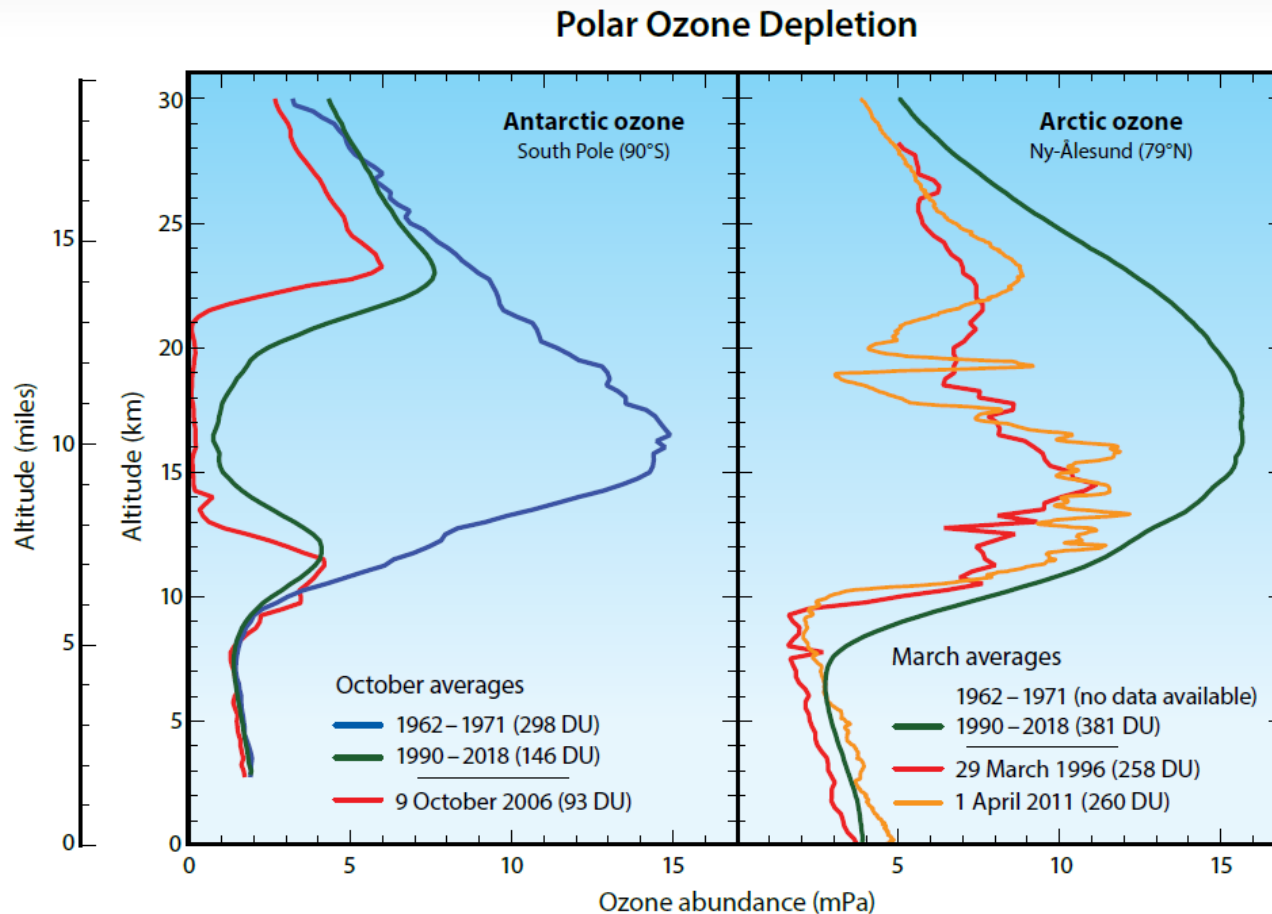 Polar Ozone Depletion
Altitude (miles)
15
10
5
0
Altitude (km)
30
25
20
15
10
5
0
Antarctic ozone
South Pole (90°S)
October averages
1962–1971 (298 DU)
1990–2018 (146 DU)
9 October 2006 (93 DU)
0 5 10 15
Arctic ozone
Ny-Ålesund (79°N)
March averages
1962–1971 (no data available)
1990–2018 (381 DU)
29 March 1996 (258 DU)
1 April 2011 (260 DU)
5 10 15
Ozone abundance (mPa)